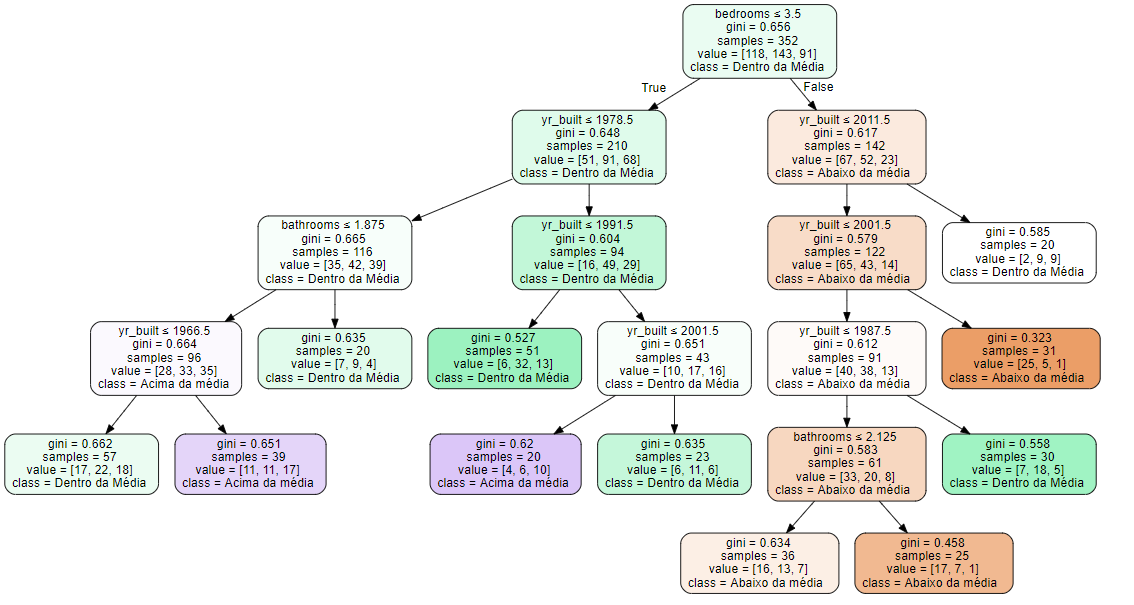 bedrooms ≤ 3.5
gini = 0.656
samples = 352
value = [118, 143, 91]
class = Dentro da Média
True
False
yr_built ≤ 1978.5
gini = 0.648
samples = 210
value = [51, 91, 68]
class = Dentro da Média
yr_built ≤ 2011.5
gini = 0.617
samples = 142
value = [67, 52, 23]
class = Abaixo da média
bathrooms ≤ 1.875
gini = 0.665
samples = 116
value = [35, 42, 39]
class = Dentro da Média
yr_built ≤ 1991.5
gini = 0.604
samples = 94
value = [16, 49, 29]
class = Dentro da Média
yr_built ≤ 2001.5
gini = 0.579
samples = 122
value = [65, 43, 14]
class = Abaixo da média
gini = 0.585
samples = 20
value = [2, 9, 9]
class = Dentro da Média
yr_built ≤ 1966.5
gini = 0.664
samples = 96
value = [28, 33, 35]
class = Acima da média
gini = 0.635
samples = 20
value = [7, 9, 4]
class = Dentro da Média
gini = 0.527
samples = 51
value = [6, 32, 13]
class = Dentro da Média
yr_built ≤ 2001.5
gini = 0.651
samples = 43
value = [10, 17, 16]
class = Dentro da Média
yr_built ≤ 1987.5
gini = 0.612
samples = 91
value = [40, 38, 13]
class = Abaixo da média
gini = 0.323
samples = 31
value = [25, 5, 1]
class = Abaixo da média
gini = 0.662
samples = 57
value = [17, 22, 18]
class = Dentro da Média
gini = 0.651
samples = 39
value = [11, 11, 17]
class = Acima da média
gini = 0.62
samples = 20
value = [4, 6, 10]
class = Acima da média
gini = 0.635
samples = 23
value = [6, 11, 6]
class = Dentro da Média
bathrooms ≤ 2.125
gini = 0.583
samples = 61
value = [33, 20, 8]
class = Abaixo da média
gini = 0.558
samples = 30
value = [7, 18, 5]
class = Dentro da Média
gini = 0.634
samples = 36
value = [16, 13, 7]
class = Abaixo da média
gini = 0.458
samples = 25
value = [17, 7, 1]
class = Abaixo da média